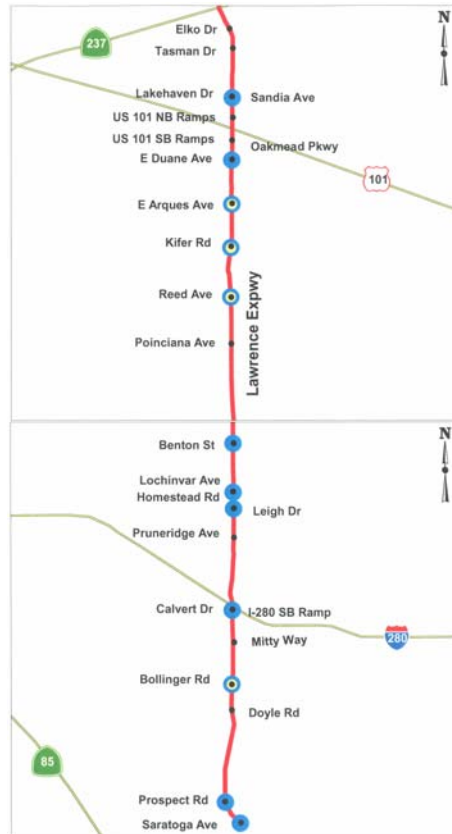 Elko Dr
N
237
Tasman Dr
Lakehaven Dr
Sandia Ave
US 101 NB Ramps
US 101 SB Ramps
Oakmead Pkwy
E Duane Ave
101
E Arques Ave
Kifer Rd
Reed Ave
Lawrence Expwy
Poinciana Ave
N
Benton St
Lochinvar Ave
Homestead Rd
Leigh Dr
Pruneridge Ave
Calvert Dr
I-280 SB Ramp
280
Mitty Way
Bollinger Rd
Doyle Rd
85
Prospect Rd
Saratoga Ave